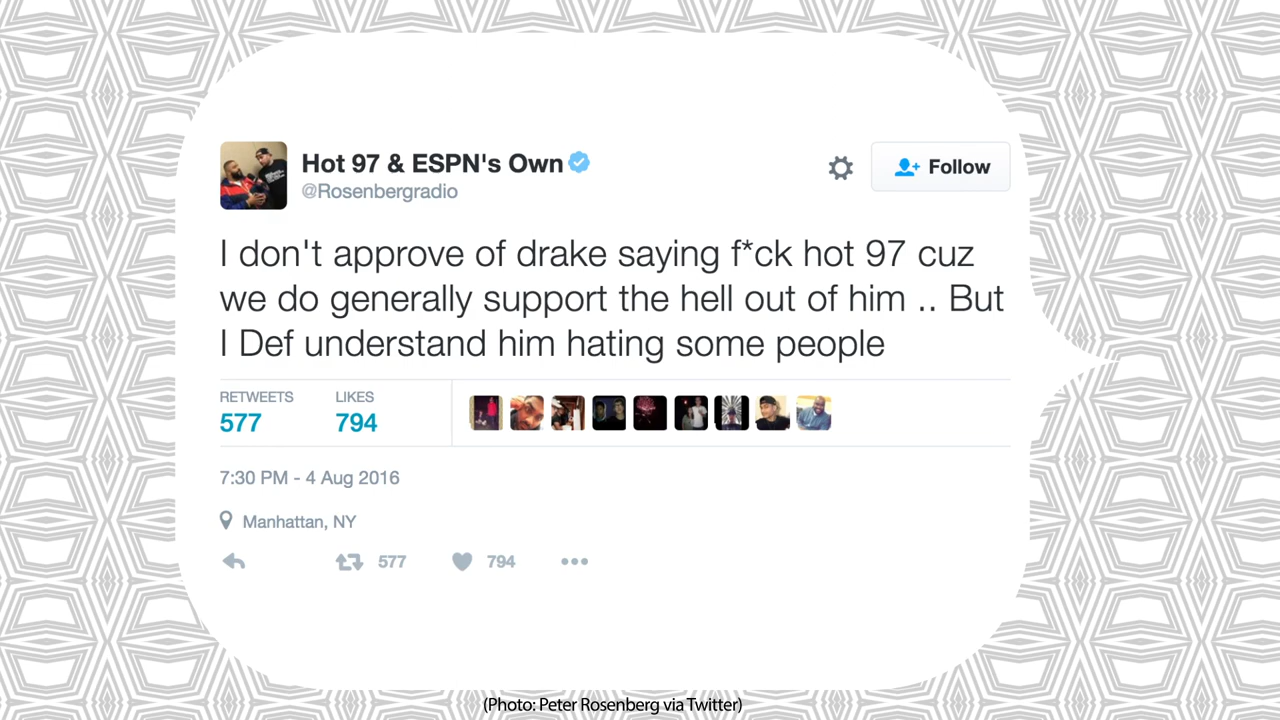 Hot 97 & ESPN's Own
@Rosenbergradio
Follow
I don't approve of drake saying f*ck hot 97 cuz
we do generally support the hell out of him .. But
I Def understand him hating some people
RETWEETS LIKES
577 794
7:30 PM - 4 Aug 2016
Manhattan, NY
577 794
(Photo: Peter Rosenberg via Twitter)